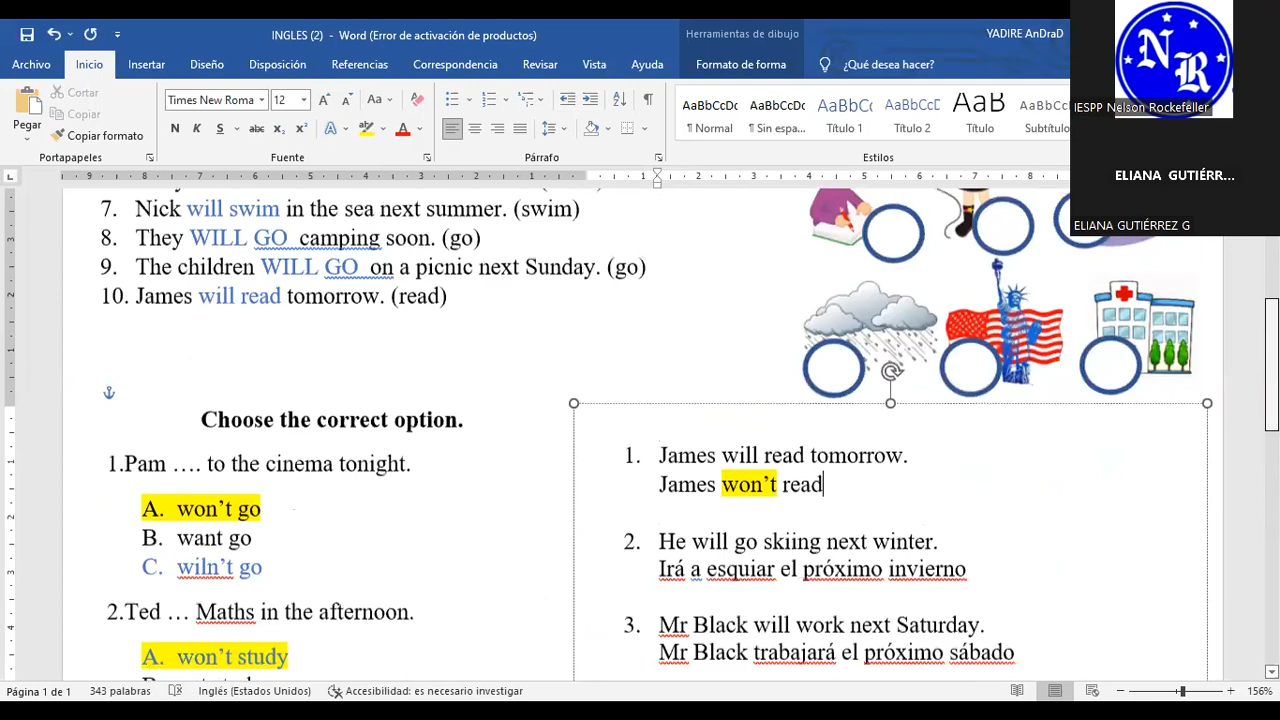 INGLES (2) - Word (Error de activación de productos)
Herramientas de dibujo
YADIRE AnDraD
Archivo
Inicio
Insertar
Diseño
Disposición
Referencias
Correspondencia
Revisar
Vista
Ayuda
Formato de forma
¿Qué desea hacer?
N R
IESPP Nelson Rockefeller
ELIANA GUTIÉRR...
ELIANA GUTIÉRREZ G
Pegar
Cortar
Copiar
Copiar formato
Portapapeles
Times New Roma
12
Fuente
Párrafo
AaBbCcDc
¶ Normal
AaBbCcDc
¶ Sin espa...
AaBbCcD
Título 1
AaBbCcDc
Título 2
AaB
Título
AaBbCcD
Subtítulo
Estilos
7. Nick will swim in the sea next summer. (swim)
8. They WILL GO camping soon. (go)
9. The children WILL GO on a picnic next Sunday. (go)
10. James will read tomorrow. (read)
Choose the correct option.
1.Pam …. to the cinema tonight.
A. won’t go
B. want go
C. wiln’t go
2.Ted … Maths in the afternoon.
A. won’t study
1. James will read tomorrow.
James won’t read
2. He will go skiing next winter.
Irá a esquiar el próximo invierno
3. Mr Black will work next Saturday.
Mr Black trabajará el próximo sábado
Página 1 de 1
343 palabras
Inglés (Estados Unidos)
Accesibilidad: es necesario investigar
156%